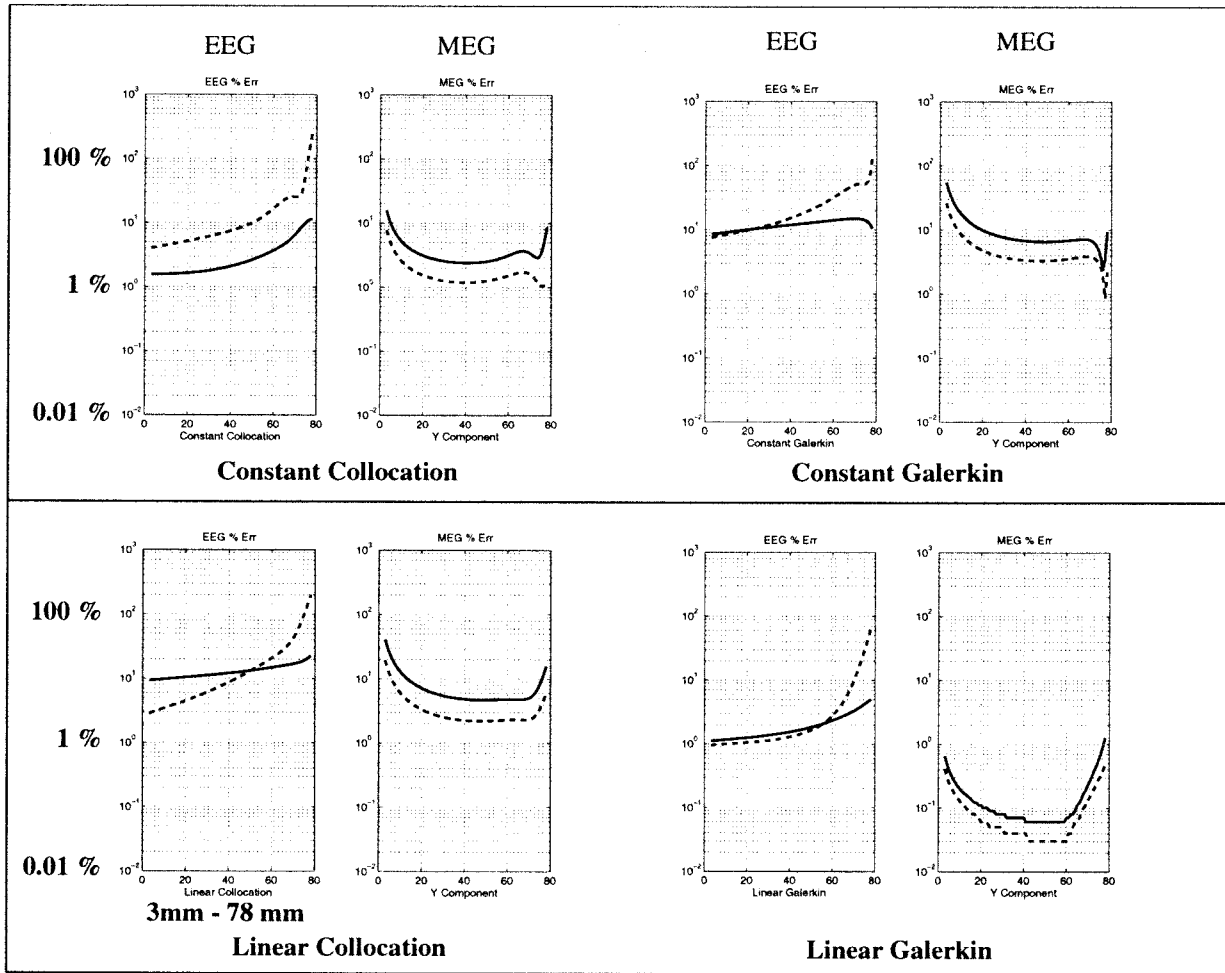 EEG MEG EEG MEG
EEG % Err MEG % Err EEG % Err MEG % Err
100 %
1 %
0.01 %
10³
10²
10¹
10⁰
10⁻¹
10⁻²
0 20 40 60 80
Constant Collocation
10³
10²
10¹
10⁰
10⁻¹
10⁻²
0 20 40 60 80
Y Component
10³
10²
10¹
10⁰
10⁻¹
10⁻²
0 20 40 60 80
Constant Galerkin
10³
10²
10¹
10⁰
10⁻¹
10⁻²
0 20 40 60 80
Y Component
Constant Collocation Constant Galerkin
EEG % Err MEG % Err EEG % Err MEG % Err
100 %
1 %
0.01 %
10³
10²
10¹
10⁰
10⁻¹
10⁻²
0 20 40 60 80
Linear Collocation
10³
10²
10¹
10⁰
10⁻¹
10⁻²
0 20 40 60 80
Y Component
10³
10²
10¹
10⁰
10⁻¹
10⁻²
0 20 40 60 80
Linear Galerkin
10³
10²
10¹
10⁰
10⁻¹
10⁻²
0 20 40 60 80
Y Component
3mm - 78 mm
Linear Collocation Linear Galerkin